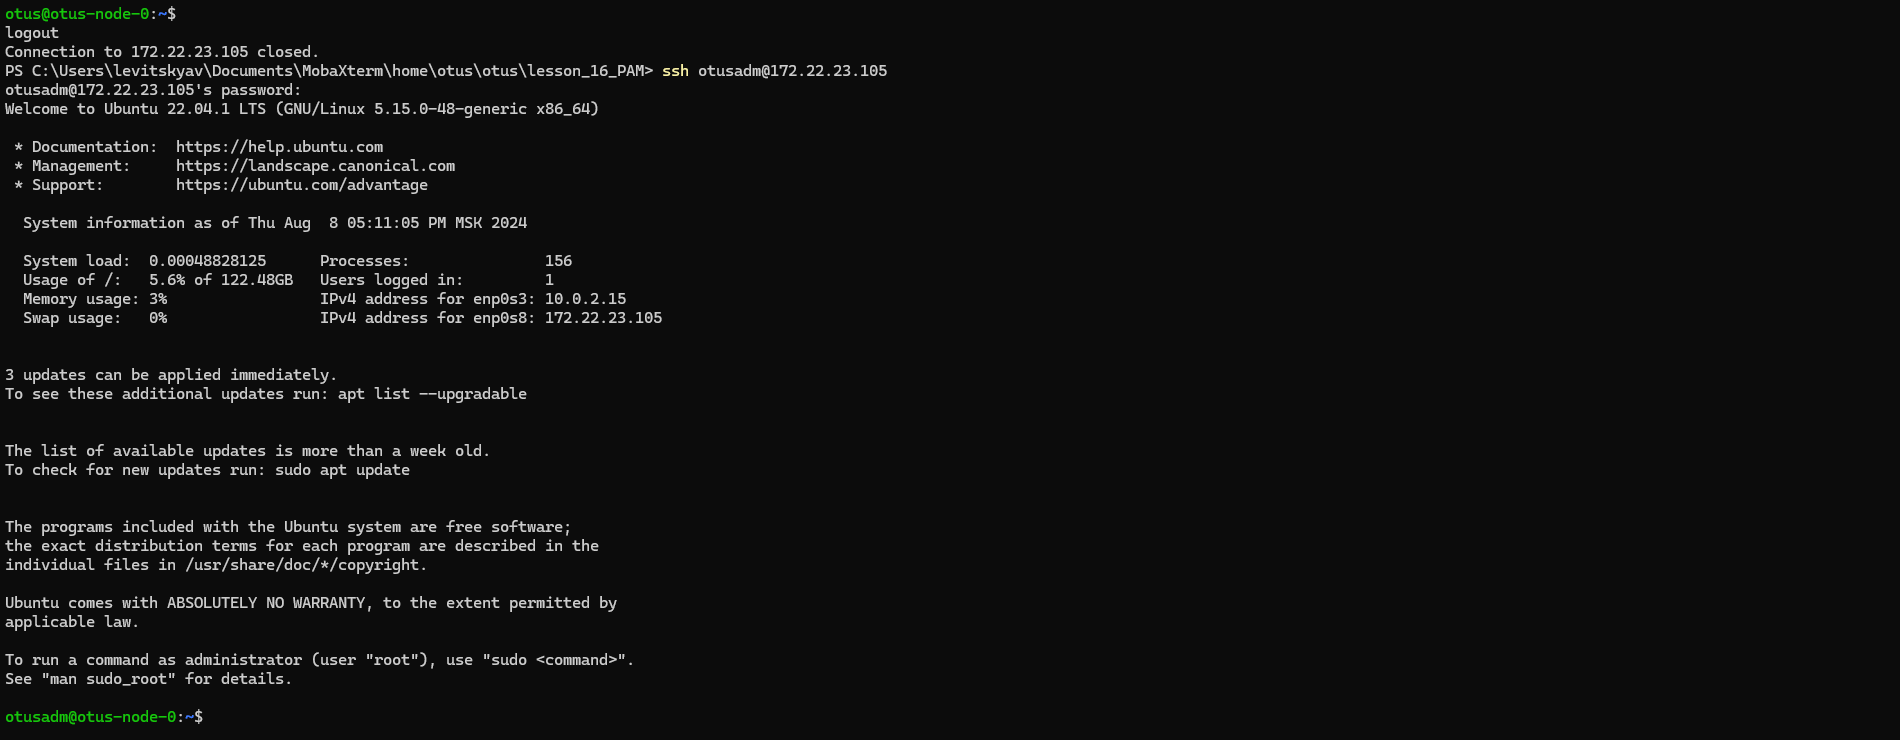 otus@otus-node-0:~$
logout
Connection to 172.22.23.105 closed.
PS C:\Users\levitskyav\Documents\MobaXterm\home\otus\otus\lesson_16_PAM> ssh otusadm@172.22.23.105
otusadm@172.22.23.105's password:
Welcome to Ubuntu 22.04.1 LTS (GNU/Linux 5.15.0-48-generic x86_64)

 * Documentation:  https://help.ubuntu.com
 * Management:     https://landscape.canonical.com
 * Support:        https://ubuntu.com/advantage

  System information as of Thu Aug  8 05:11:05 PM MSK 2024

  System load:  0.00048828125      Processes:               156
  Usage of /:   5.6% of 122.48GB   Users logged in:         1
  Memory usage: 3%                 IPv4 address for enp0s3: 10.0.2.15
  Swap usage:   0%                 IPv4 address for enp0s8: 172.22.23.105

3 updates can be applied immediately.
To see these additional updates run: apt list --upgradable

The list of available updates is more than a week old.
To check for new updates run: sudo apt update

The programs included with the Ubuntu system are free software;
the exact distribution terms for each program are described in the
individual files in /usr/share/doc/*/copyright.

Ubuntu comes with ABSOLUTELY NO WARRANTY, to the extent permitted by
applicable law.

To run a command as administrator (user "root"), use "sudo <command>".
See "man sudo_root" for details.

otusadm@otus-node-0:~$